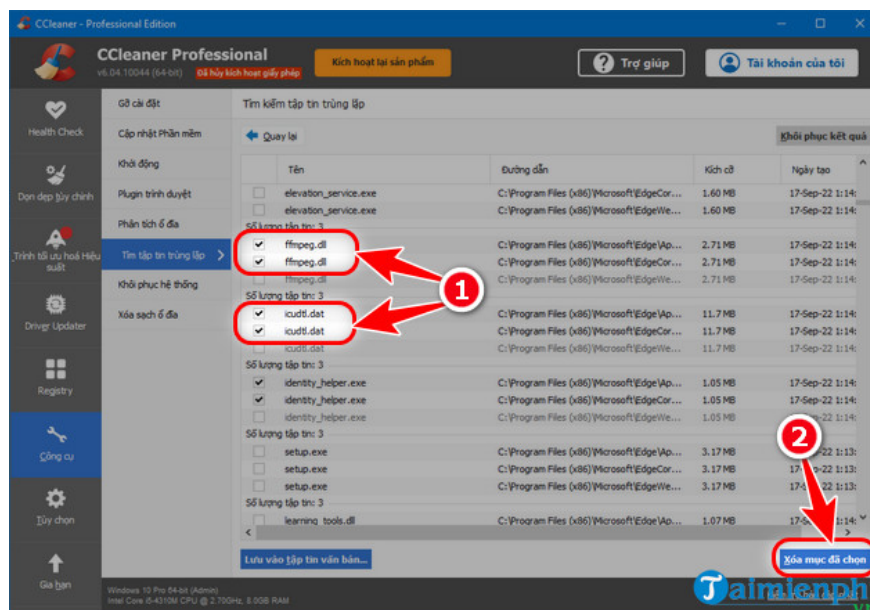 CCleaner - Professional Edition
CCleaner Professional
v6.04.10044 (64-bit) Đã hủy kích hoạt giấy phép
Kích hoạt lại sản phẩm
Trợ giúp
Tài khoản của tôi
Health Check
Dọn dẹp tùy chỉnh
Trình tối ưu hoá Hiệu suất
Driver Updater
Registry
Công cụ
Tùy chọn
Gia hạn
Gỡ cài đặt
Cập nhật Phần mềm
Khởi động
Plugin trình duyệt
Phân tích ổ đĩa
Tìm tập tin trùng lặp
Khôi phục hệ thống
Xóa sạch ổ đĩa
Tìm kiếm tập tin trùng lặp
Quay lại
Khôi phục kết quả
Tên Đường dẫn Kích cỡ Ngày tạo
elevation_service.exe C:\Program Files (x86)\Microsoft\EdgeCor... 1.60 MB 17-Sep-22 1:14:
elevation_service.exe C:\Program Files (x86)\Microsoft\EdgeWe... 1.60 MB 17-Sep-22 1:14:
Số lượng tập tin: 3
ffmpeg.dll C:\Program Files (x86)\Microsoft\Edge\Ap... 2.71 MB 17-Sep-22 1:14:
ffmpeg.dll C:\Program Files (x86)\Microsoft\EdgeCor... 2.71 MB 17-Sep-22 1:14:
ffmpeg.dll C:\Program Files (x86)\Microsoft\EdgeWe... 2.71 MB 17-Sep-22 1:14:
1
Số lượng tập tin: 3
icudtl.dat C:\Program Files (x86)\Microsoft\Edge\Ap... 11.7 MB 17-Sep-22 1:14:
icudtl.dat C:\Program Files (x86)\Microsoft\EdgeCor... 11.7 MB 17-Sep-22 1:14:
icudtl.dat C:\Program Files (x86)\Microsoft\EdgeWe... 11.7 MB 17-Sep-22 1:14:
Số lượng tập tin: 3
identity_helper.exe C:\Program Files (x86)\Microsoft\Edge\Ap... 1.05 MB 17-Sep-22 1:14:
identity_helper.exe C:\Program Files (x86)\Microsoft\EdgeCor... 1.05 MB 17-Sep-22 1:14:
identity_helper.exe C:\Program Files (x86)\Microsoft\EdgeWe... 1.05 MB 17-Sep-22 1:14:
Số lượng tập tin: 3
2
setup.exe C:\Program Files (x86)\Microsoft\Edge\Ap... 3.17 MB 1:13:
setup.exe C:\Program Files (x86)\Microsoft\EdgeCor... 3.17 MB 1:13:
setup.exe C:\Program Files (x86)\Microsoft\EdgeWe... 3.17 MB 1:13:
Số lượng tập tin: 3
learning_tools.dll C:\Program Files (x86)\Microsoft\Edge\Ap... 1.07 MB 1:14:
Lưu vào tập tin văn bản...
Xóa mục đã chọn
Windows 10 Pro 64-bit (Admin)
Intel Core i5-4310M CPU @ 2.70GHz, 8.0GB RAM
Taimienph